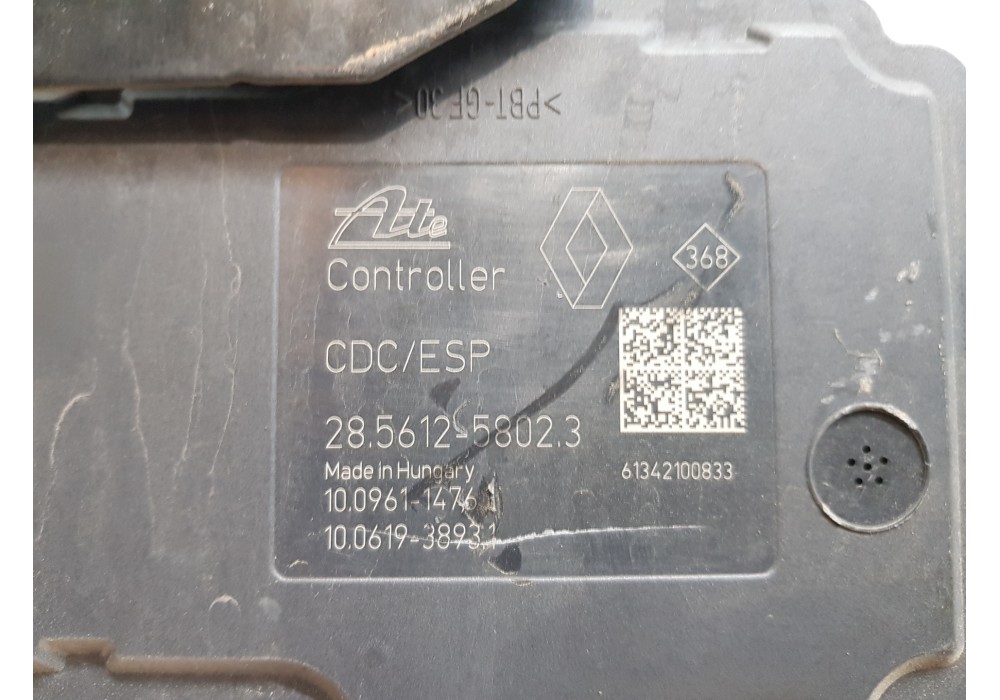 >PBT-GF30<
Ate
368
Controller
CDC/ESP
28.5612-5802.3
Made in Hungary
61342100833
10.0961-1476
10.0619-3893.1